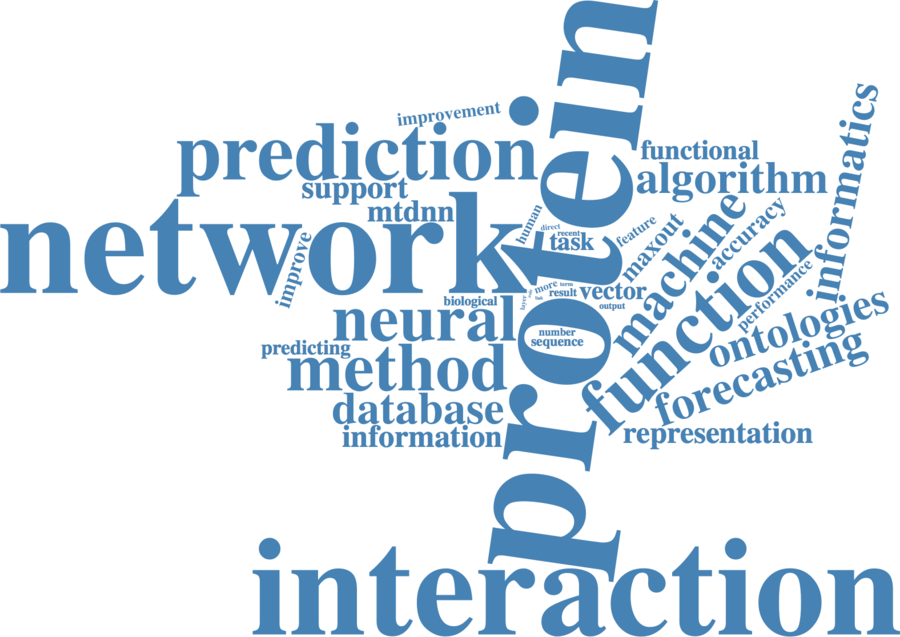 improvement
protein
prediction
functional
support
algorithm
mtdnn
network
human
direct
recent
task
feature
maxout
machine
accuracy
informatics
improve
biological
layer
link
more
term
result
vector
output
function
performance
neural
number
sequence
ontologies
predicting
method
forecasting
database
information
representation
interaction